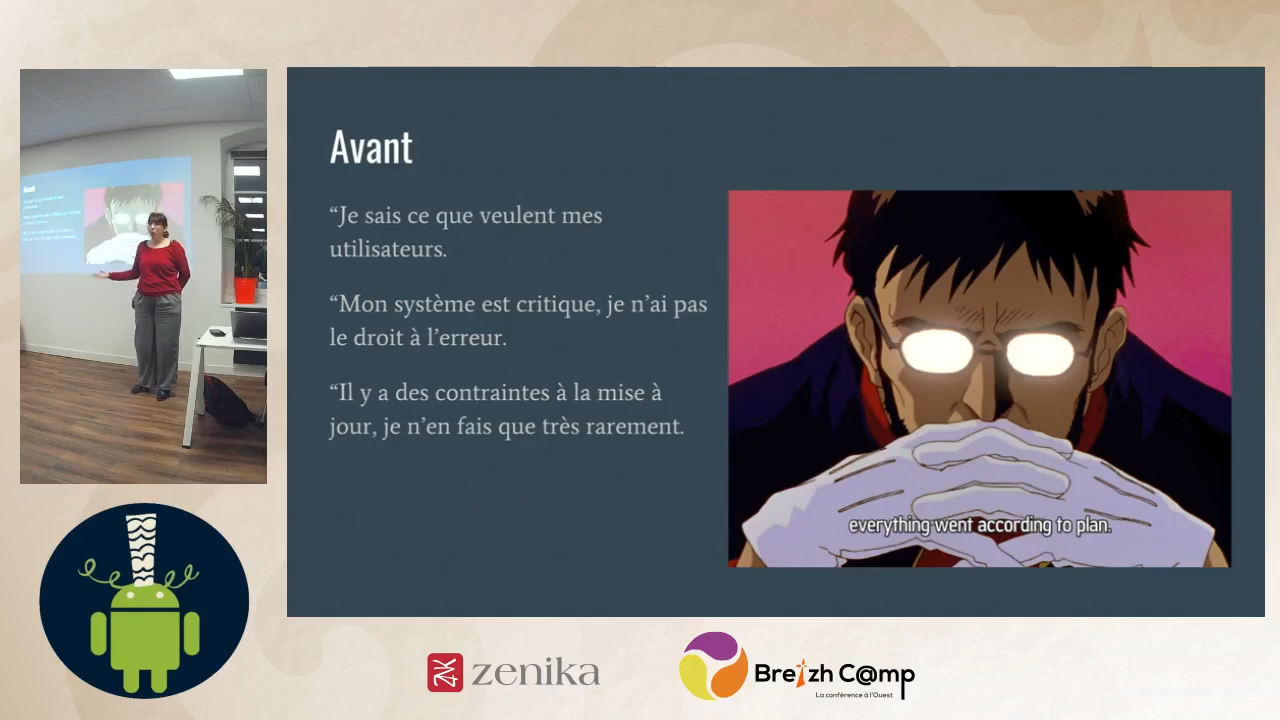 Avant
“Je sais ce que veulent mes
utilisateurs.
“Mon système est critique, je n’ai pas
le droit à l’erreur.
“Il y a des contraintes à la mise à
jour, je n’en fais que très rarement.
everything went according to plan.
zenika
Breizh C@mp
La conférence à l'Ouest